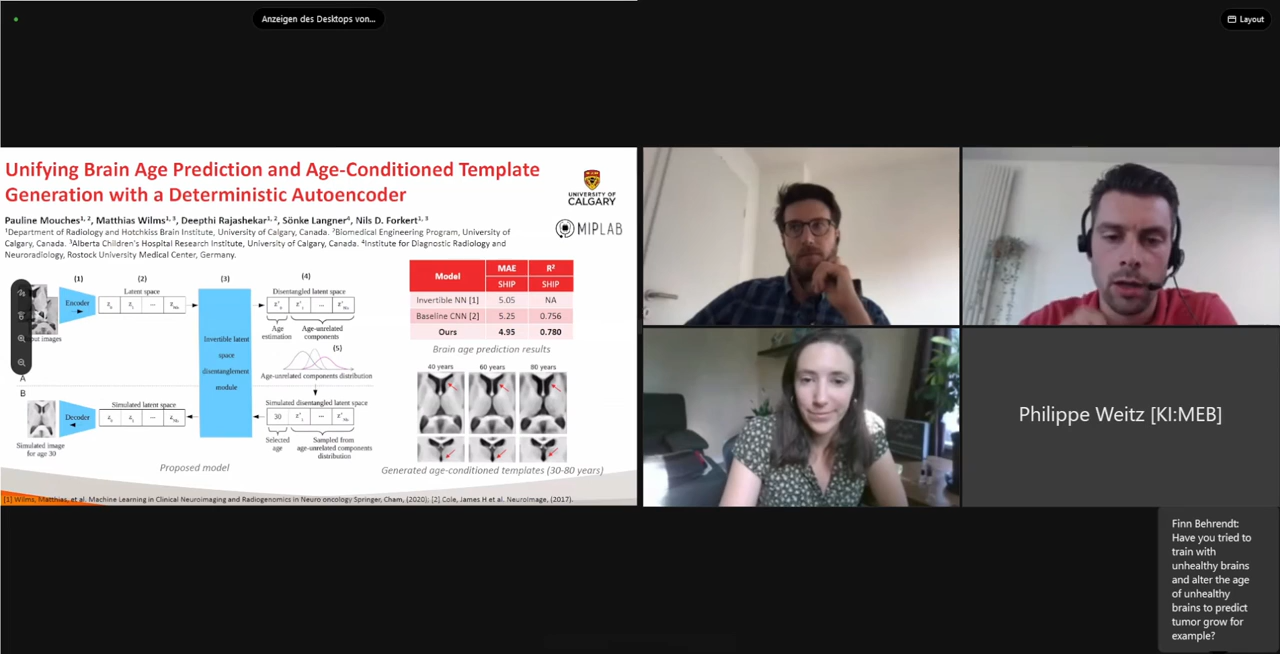 Anzeigen des Desktops von...
Layout
Unifying Brain Age Prediction and Age-Conditioned Template
Generation with a Deterministic Autoencoder
UNIVERSITY OF
CALGARY
MIPLAB
Pauline Mouches¹, ², Matthias Wilms¹, ³, Deepthi Rajashekar¹, ², Sönke Langner⁴, Nils D. Forkert¹, ³
¹Department of Radiology and Hotchkiss Brain Institute, University of Calgary, Canada. ²Biomedical Engineering Program, University of
Calgary, Canada. ³Alberta Children's Hospital Research Institute, University of Calgary, Canada. ⁴Institute for Diagnostic Radiology and
Neuroradiology, Rostock University Medical Center, Germany.
(1) (2) (3) (4)
Latent space
Encoder
Disentangled latent space
Age
estimation
Age-unrelated
components
Invertible latent
space
disentanglement
module
(5)
Age-unrelated components distribution
A
B
Simulated latent space
Decoder
Simulated image
for age 30
Simulated disentangled latent space
30
Selected
age
Sampled from
age-unrelated components
distribution
Proposed model
Model MAE R²
SHIP SHIP
Invertible NN [1] 5.05 NA
Baseline CNN [2] 5.25 0.756
Ours 4.95 0.780
Brain age prediction results
40 years 60 years 80 years
Generated age-conditioned templates (30-80 years)
[1] Wilms, Matthias, et al. Machine Learning in Clinical Neuroimaging and Radiogenomics in Neuro oncology Springer, Cham, (2020); [2] Cole, James H et al. NeuroImage, (2017).
Philippe Weitz [KI:MEB]
Finn Behrendt:
Have you tried to
train with
unhealthy brains
and alter the age
of unhealthy
brains to predict
tumor grow for
example?